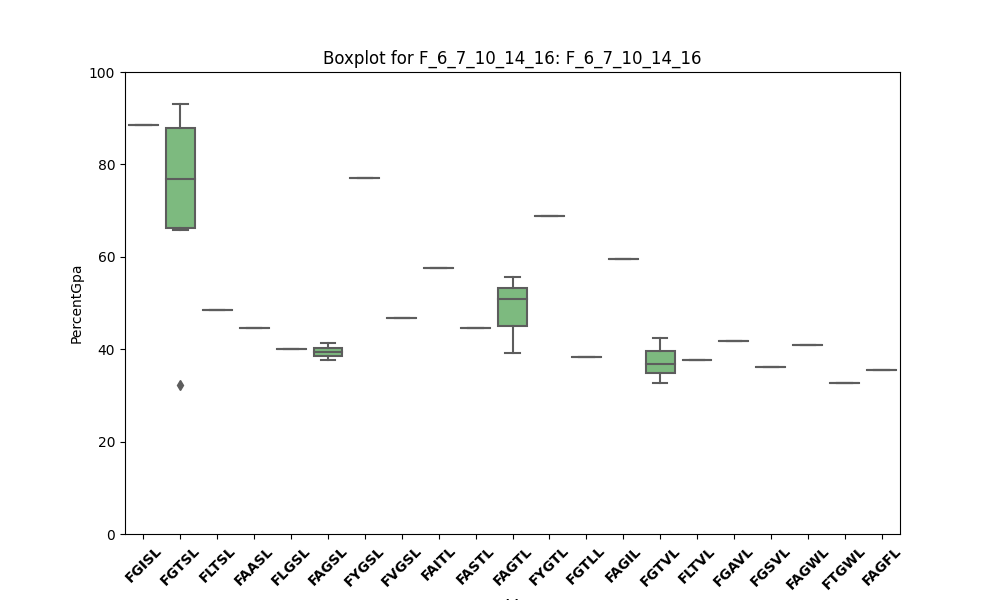 Boxplot for F_6_7_10_14_16: F_6_7_10_14_16
100
80
60
40
20
0
PercentGpa
FGISL FGTSL FLTSL FAASL FLGSL FAGSL FYGSL FVGSL FAITL FASTL FAGTL FYGTL FGTLL FAGIL FGTVL FLTVL FGAVL FGSVL FAGWL FTGWL FAGFL